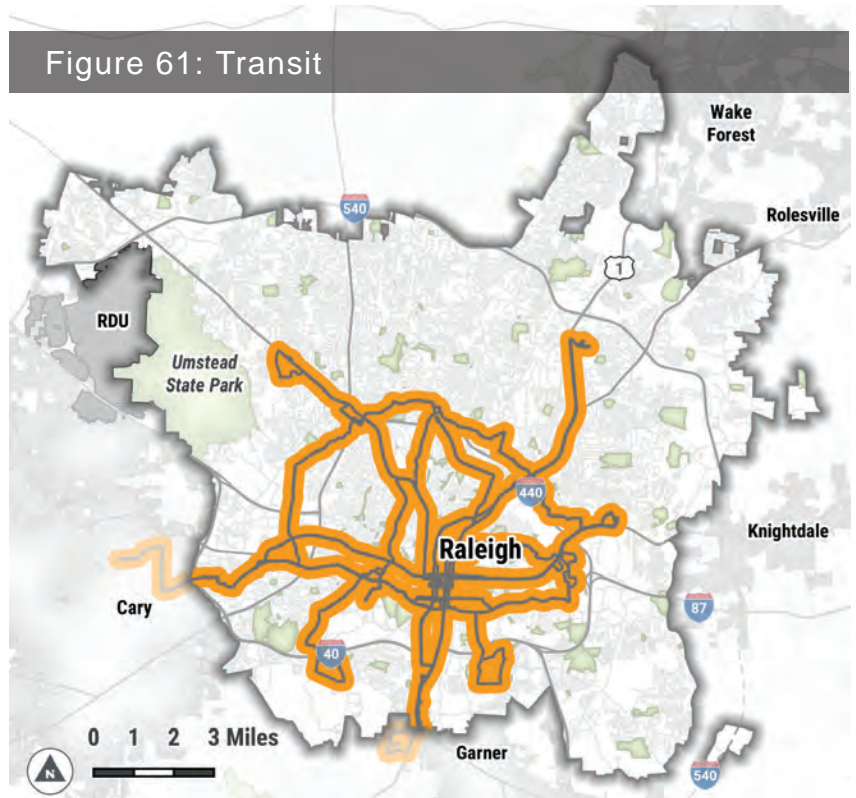 Figure 61: Transit
Wake
Forest
540
Rolesville
1
RDU
Umstead
State Park
440
Raleigh
Knightdale
Cary
87
40
0 1 2 3 Miles
Garner
N
540